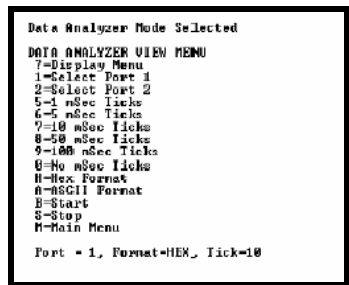 Data Analyzer Mode Selected
DATA ANALYZER VIEW MENU
?=Display Menu
1=Select Port 1
2=Select Port 2
5-1 mSec Ticks
6-5 mSec Ticks
7=10 mSec Ticks
8-50 mSec Ticks
9-100 mSec Ticks
0=No mSec Ticks
H-Hex Format
A-ASCII Format
B=Start
S=Stop
M-Main Menu
Port = 1, Format=HEX, Tick=10